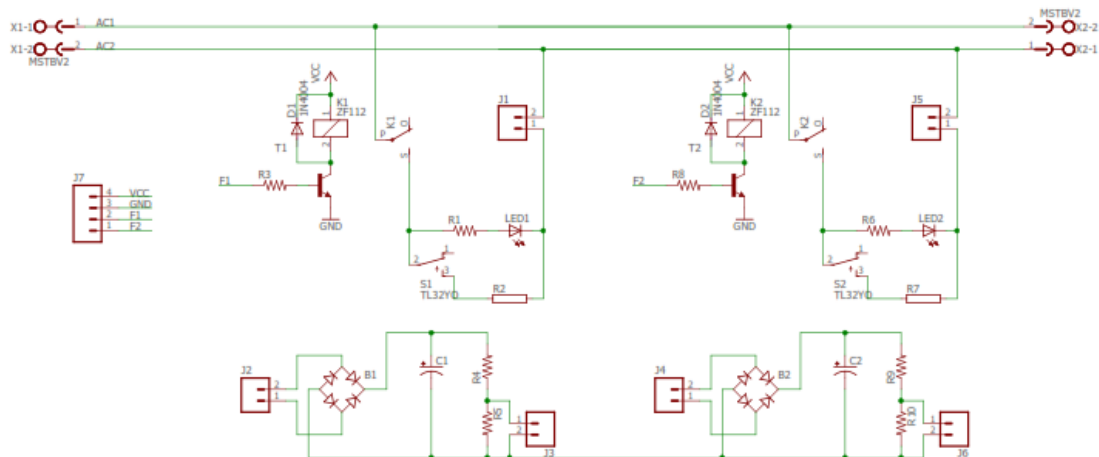 MSTBV2
X1-1 1 AC1 2 X2-2
X1-2 2 AC2 1 X2-1
MSTBV2
VCC VCC
D1 1N4004 K1 ZF112 1 2 J1 2 1 D2 1N4004 K2 ZF112 1 2 J5 2 1
K1 P O S K2 P O S
T1 T2
F1 R3 F2 R8
J7
4 VCC
3 GND
2 F1
1 F2
GND GND
R1 LED1 R6 LED2
2 1 3 2 1 3
S1 R2 S2 R7
TL32YO TL32YO
J2 2 1 B1 C1 R4 J4 2 1 B2 C2 R9
R5 1 2 R10 1 2
J3 J6